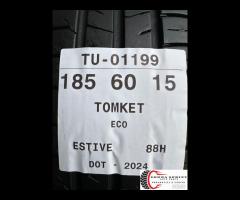 TU-01199
185 60 15
TOMKET
ECO
ESTIVE 88H
DOT - 2024